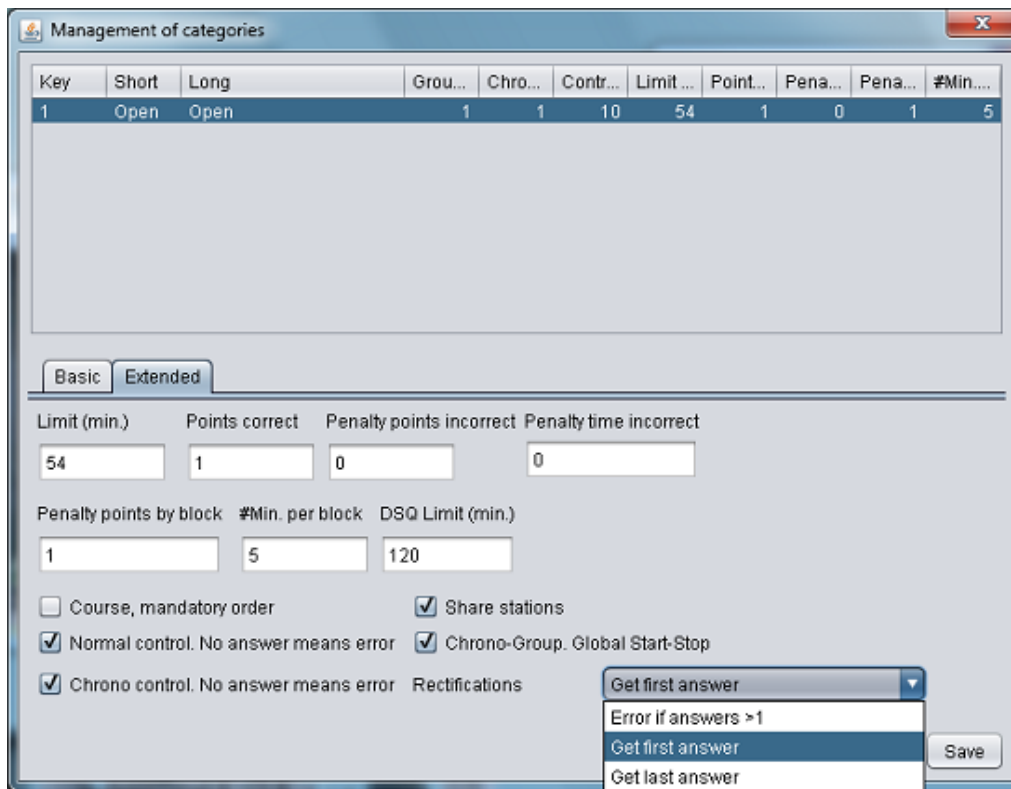 Management of categories
Key Short Long Grou... Chro... Contr... Limit ... Point... Pena... Pena... #Min....
1 Open Open 1 1 10 54 1 0 1 5
Basic Extended
Limit (min.) Points correct Penalty points incorrect Penalty time incorrect
54 1 0 0
Penalty points by block #Min. per block DSQ Limit (min.)
1 5 120
Course, mandatory order Share stations
Normal control. No answer means error Chrono-Group. Global Start-Stop
Chrono control. No answer means error Rectifications Get first answer
Error if answers >1
Get first answer
Save
Get last answer